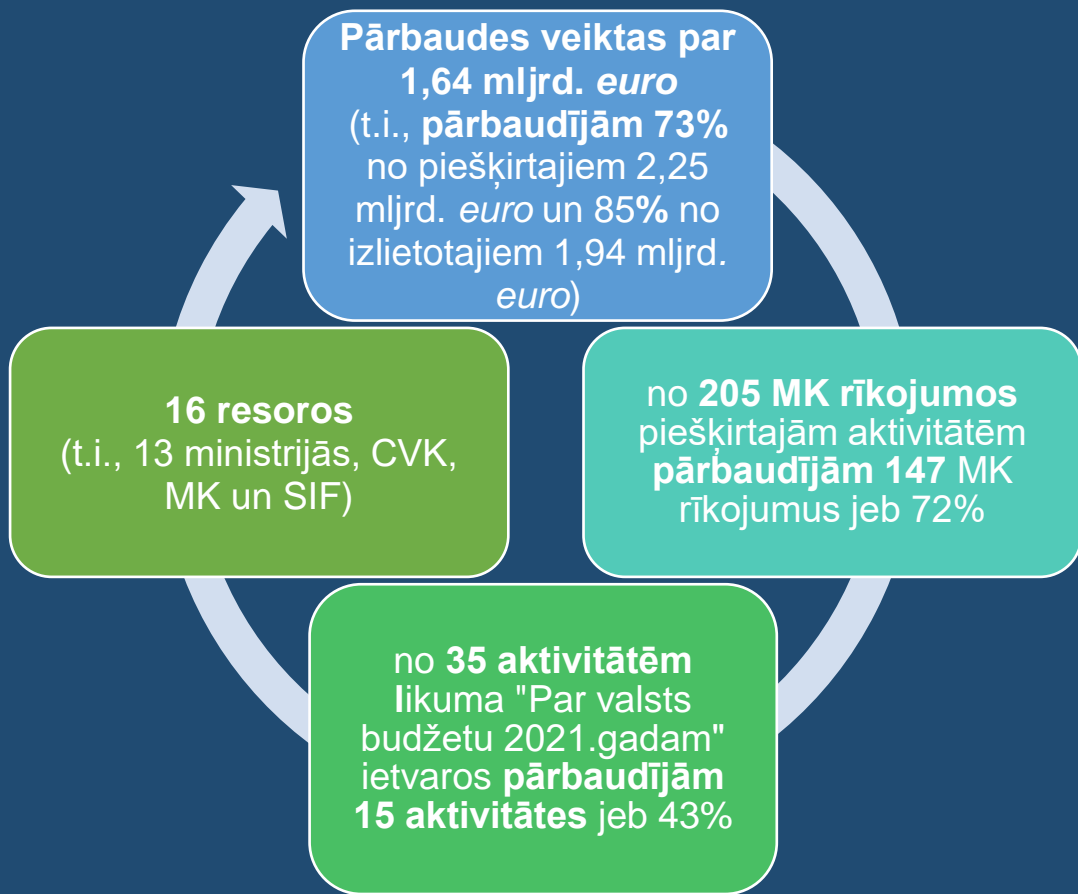 Pārbaudes veiktas par
1,64 mljrd. euro
(t.i., pārbaudījām 73%
no piešķirtajiem 2,25
mljrd. euro un 85% no
izlietotajiem 1,94 mljrd.
euro)
no 205 MK rīkojumos
piešķirtajām aktivitātēm
pārbaudījām 147 MK
rīkojumus jeb 72%
no 35 aktivitātēm
likuma "Par valsts
budžetu 2021.gadam"
ietvaros pārbaudījām
15 aktivitātes jeb 43%
16 resoros
(t.i., 13 ministrijās, CVK,
MK un SIF)